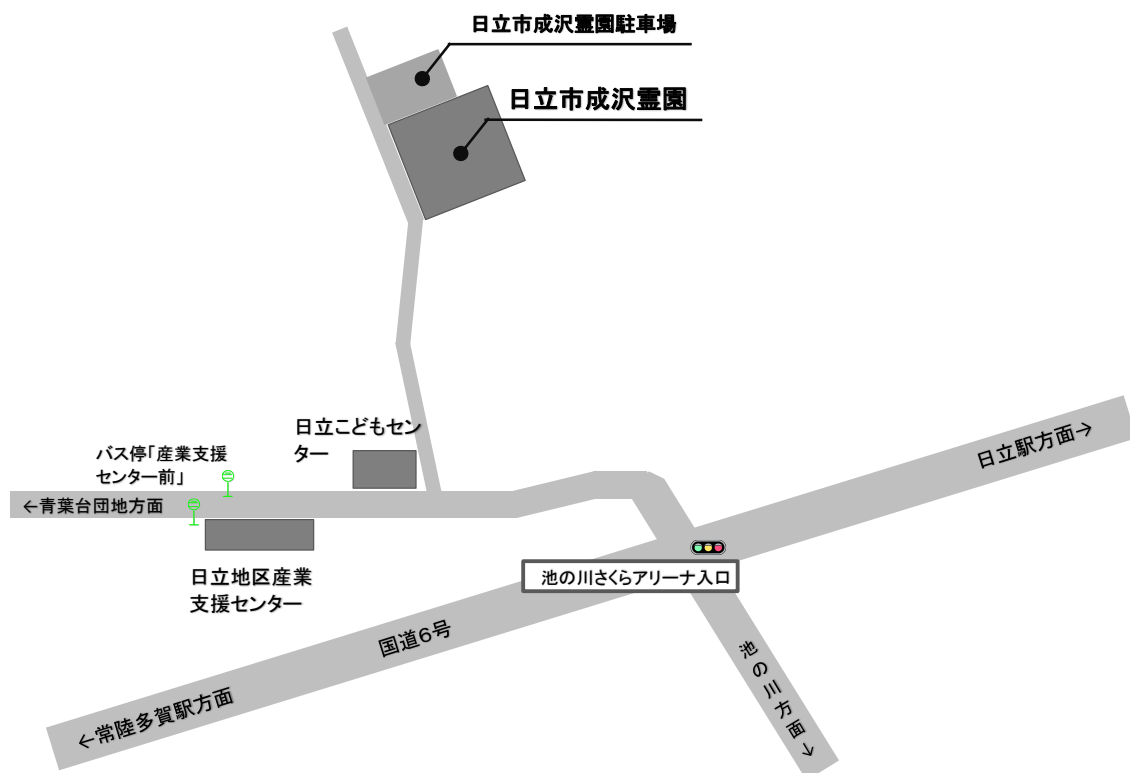 日立市成沢霊園駐車場
日立市成沢霊園
日立こどもセン
ター
バス停「産業支援
センター前」
←青葉台団地方面
日立地区産業
支援センター
日立駅方面→
池の川さくらアリーナ入口
国道6号
←常陸多賀駅方面
池の川方面→